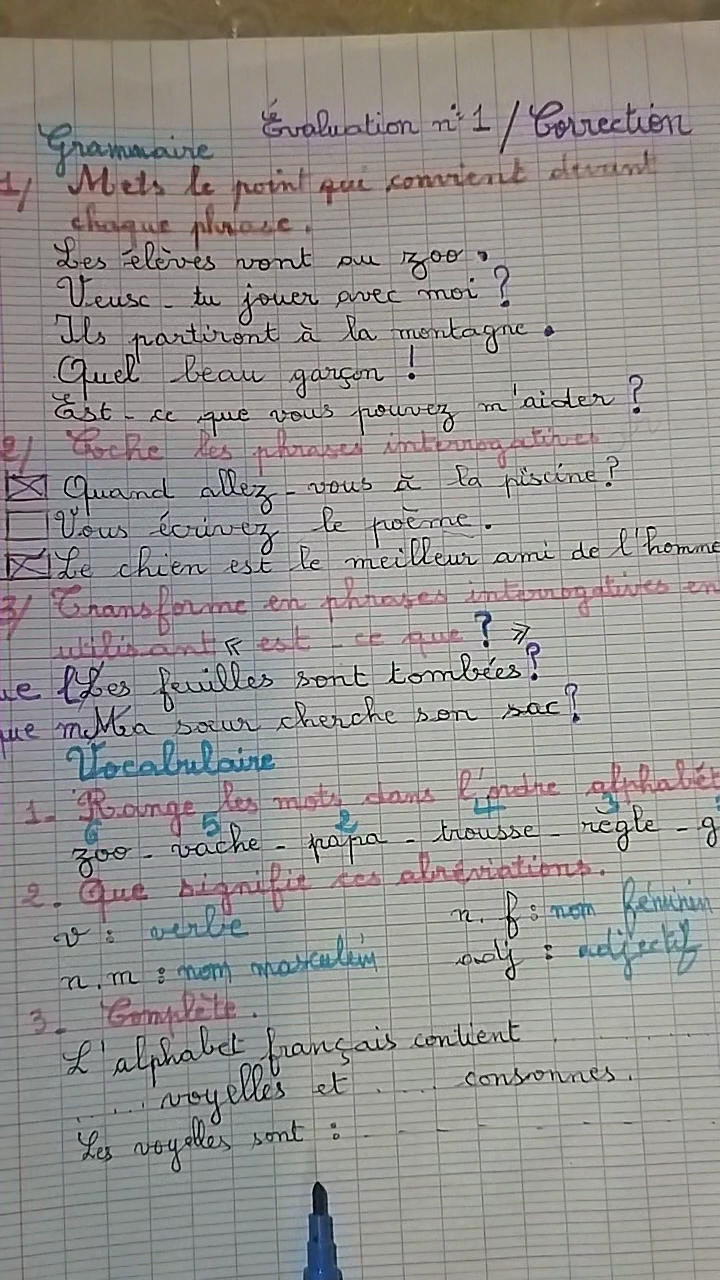 Évaluation n°1 / Correction
Grammaire
1/ Mets le point qui convient devant
chaque phrase.
Les élèves vont au zoo.
Veux-tu jouer avec moi ?
Ils partiront à la montagne.
Quel beau garçon !
Est-ce que vous pouvez m'aider ?
2/ Coche les phrases interrogatives
☒ Quand allez-vous à la piscine ?
☐ Vous écrivez le poème.
☒ Le chien est le meilleur ami de l'homme
3/ Transforme en phrases interrogatives en
utilisant « est-ce que ? »
Les feuilles sont tombées ?
ue Ma sœur cherche son sac ?
Vocabulaire
1. Range les mots dans l'ordre alphabét
6 5 2 4 3
zoo - vache - papa - trousse - règle - g
2. Que signifie ces abréviations.
v : verbe n.f : nom féminin
n.m : nom masculin adj : adjectif
3. Complète.
L'alphabet français contient ..........
..... voyelles et .... consonnes.
Les voyelles sont : - - - - - - - -